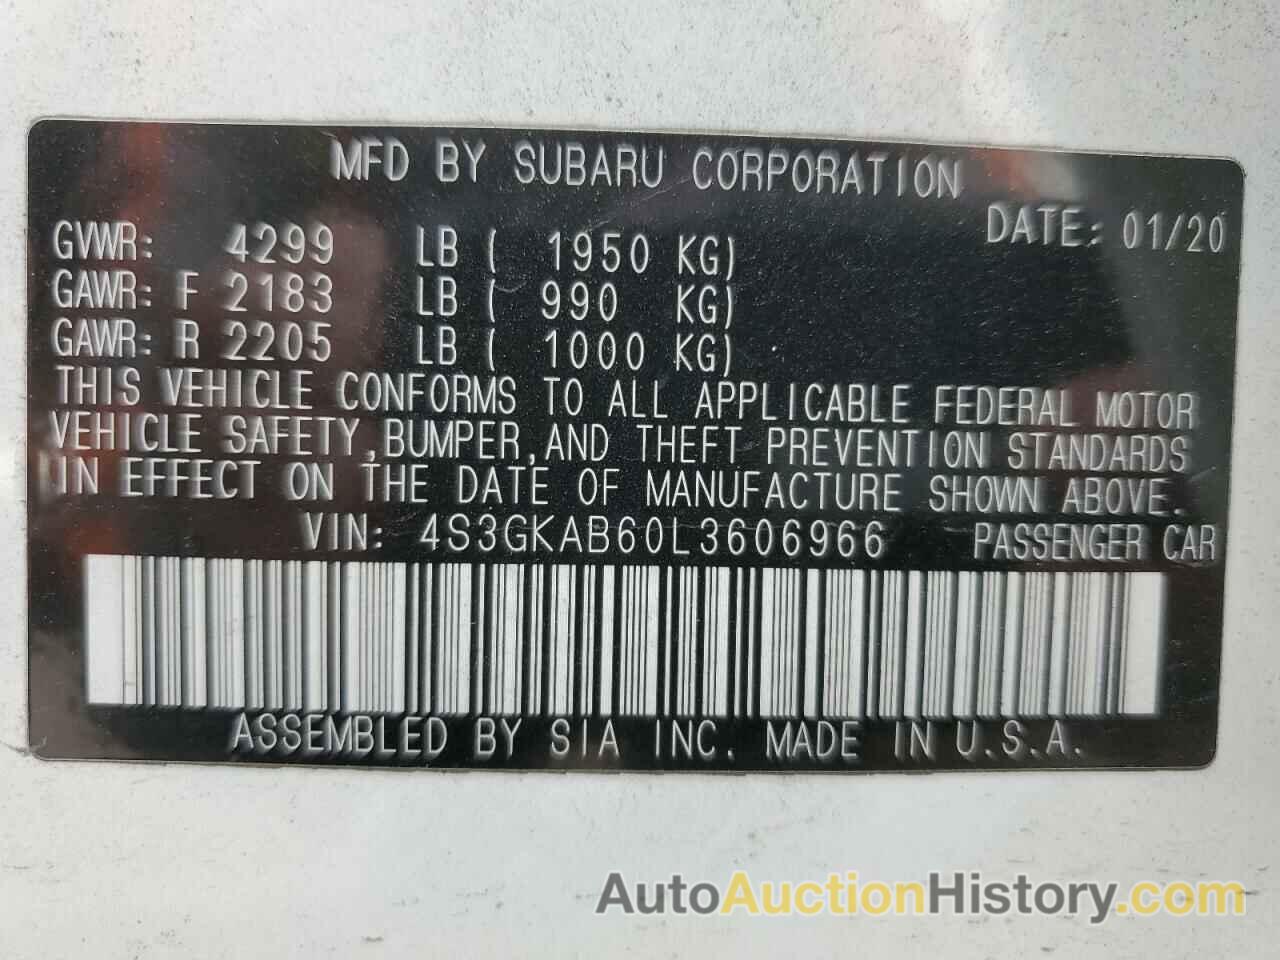 MFD BY SUBARU CORPORATION
DATE: 01/20
GVWR: 4299 LB ( 1950 KG)
GAWR: F 2183 LB ( 990 KG)
GAWR: R 2205 LB ( 1000 KG)
THIS VEHICLE CONFORMS TO ALL APPLICABLE FEDERAL MOTOR
VEHICLE SAFETY, BUMPER, AND THEFT PREVENTION STANDARDS
IN EFFECT ON THE DATE OF MANUFACTURE SHOWN ABOVE.
VIN: 4S3GKAB60L3606966 PASSENGER CAR
ASSEMBLED BY SIA INC. MADE IN U.S.A.
AutoAuctionHistory.com